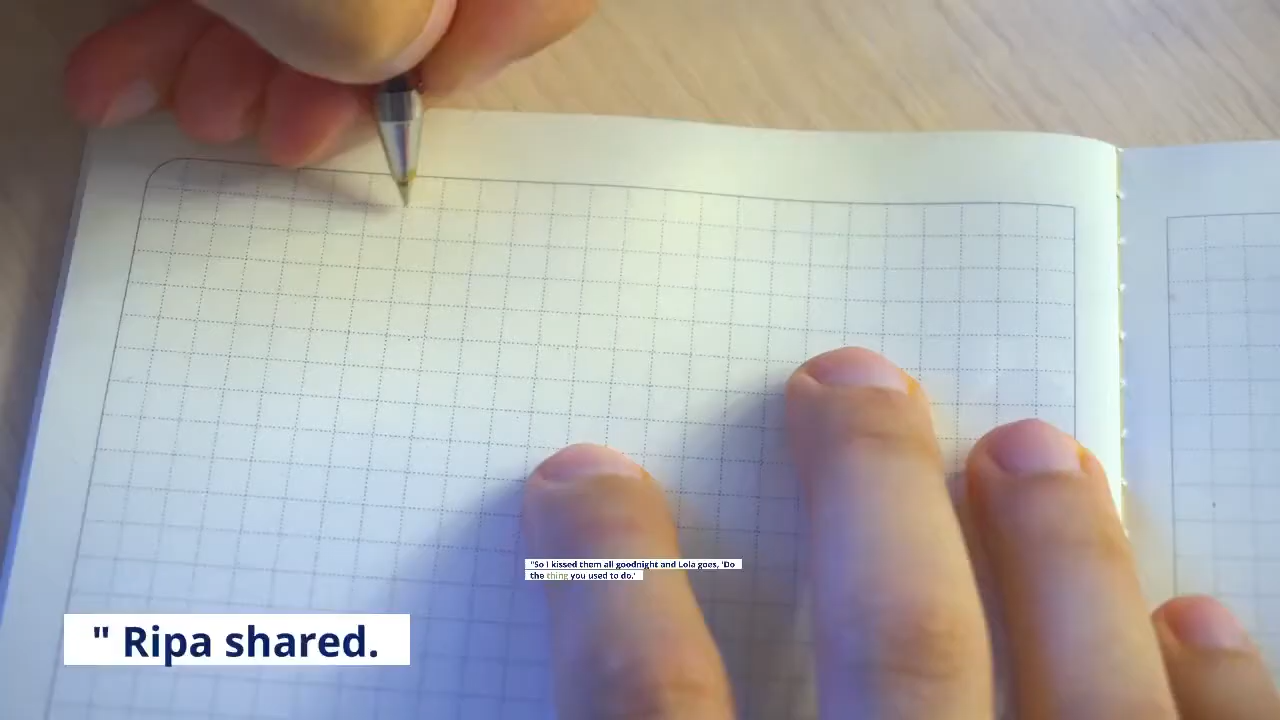 "So I kissed them all goodnight and Lola goes, 'Do
the thing you used to do.'
" Ripa shared.